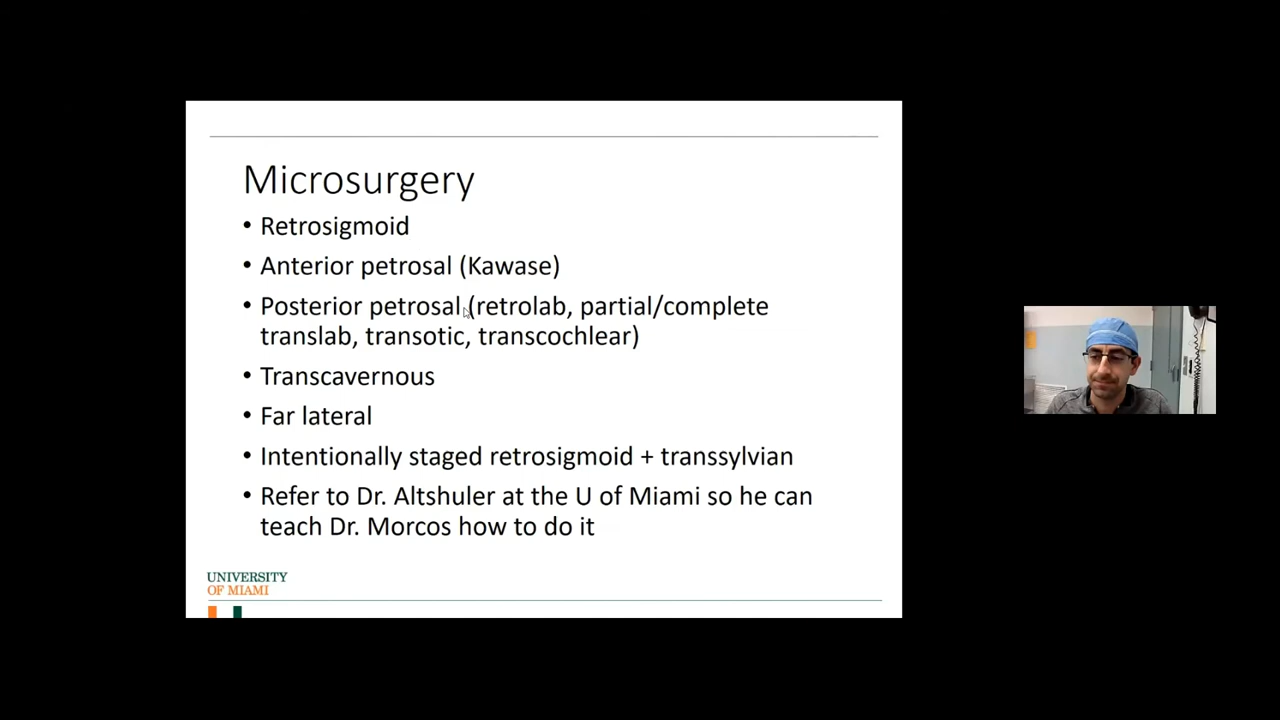 Microsurgery
• Retrosigmoid
• Anterior petrosal (Kawase)
• Posterior petrosal (retrolab, partial/complete
translab, transotic, transcochlear)
• Transcavernous
• Far lateral
• Intentionally staged retrosigmoid + transsylvian
• Refer to Dr. Altshuler at the U of Miami so he can
teach Dr. Morcos how to do it
UNIVERSITY
OF MIAMI